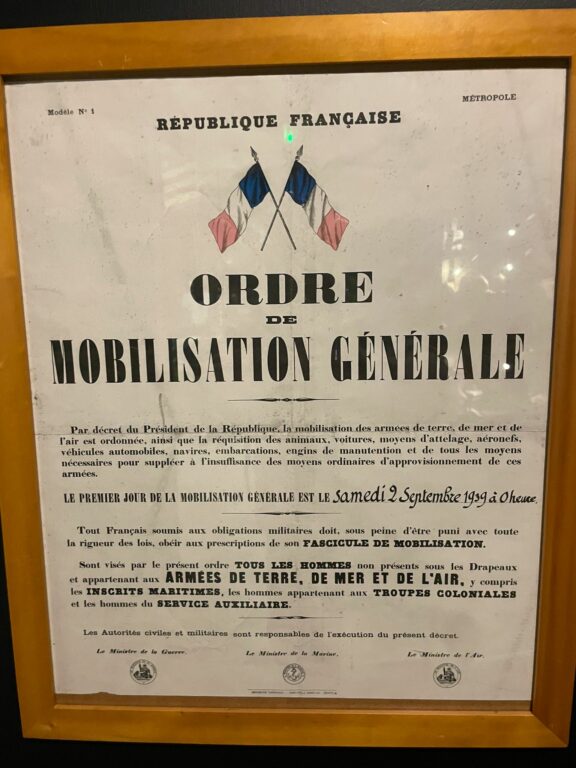 Modèle Nº 1
MÉTROPOLE
RÉPUBLIQUE FRANÇAISE
ORDRE
DE
MOBILISATION GÉNÉRALE
Par décret du Président de la République, la mobilisation des armées de terre, de mer et de
l'air est ordonnée, ainsi que la réquisition des animaux, voitures, moyens d'attelage, aéronefs,
véhicules automobiles, navires, embarcations, engins de manutention et de tous les moyens
nécessaires pour suppléer à l'insuffisance des moyens ordinaires d'approvisionnement de ces
armées.
LE PREMIER JOUR DE LA MOBILISATION GÉNÉRALE EST LE Samedi 2 Septembre 1939 à 0 heure.
Tout Français soumis aux obligations militaires doit, sous peine d'être puni avec toute
la rigueur des lois, obéir aux prescriptions de son FASCICULE DE MOBILISATION.
Sont visés par le présent ordre TOUS LES HOMMES non présents sous les Drapeaux
et appartenant aux ARMÉES DE TERRE, DE MER ET DE L'AIR, y compris
les INSCRITS MARITIMES, les hommes appartenant aux TROUPES COLONIALES
et les hommes du SERVICE AUXILIAIRE.
Les Autorités civiles et militaires sont responsables de l'exécution du présent décret.
Le Ministre de la Guerre. Le Ministre de la Marine. Le Ministre de l'Air.